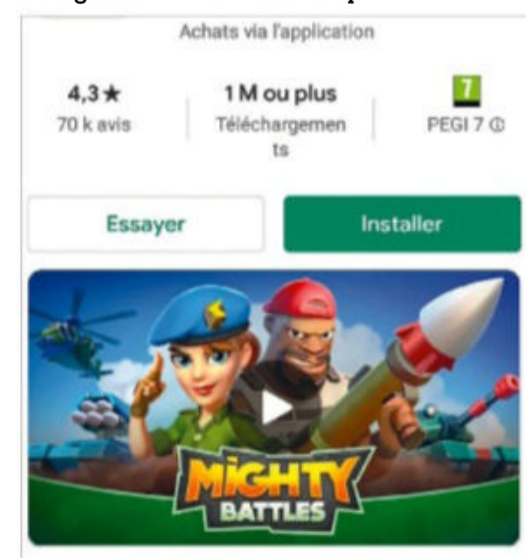 Achats via l'application
4,3★
70 k avis
1 M ou plus
Téléchargemen
ts
7
PEGI 7 ⓘ
Essayer
Installer
MIGHTY
BATTLES